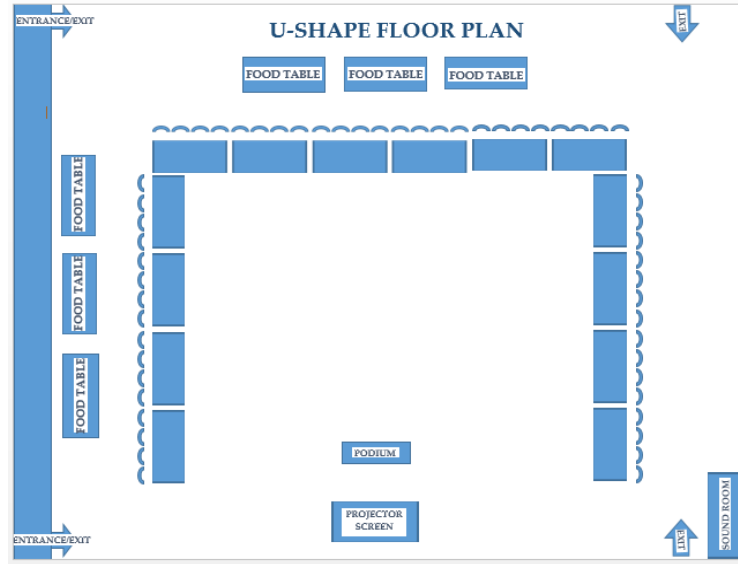 ENTRANCE/EXIT
U-SHAPE FLOOR PLAN
EXIT
FOOD TABLE
FOOD TABLE
FOOD TABLE
FOOD TABLE
FOOD TABLE
FOOD TABLE
PODIUM
PROJECTOR
SCREEN
SOUND ROOM
ENTRANCE/EXIT
EXIT